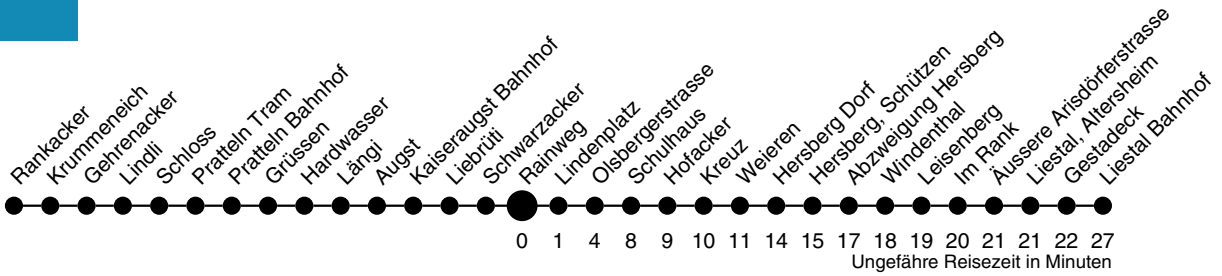 Rankacker
Krummeneich
Gehrenacker
Lindli
Schloss
Pratteln Tram
Pratteln Bahnhof
Grüssen
Hardwasser
Längi
Augst
Kaiseraugst Bahnhof
Liebrüti
Schwarzacker
Rainweg
Lindenplatz
Olsbergerstrasse
Schulhaus
Hofacker
Kreuz
Weieren
Hersberg Dorf
Hersberg, Schützen
Abzweigung Hersberg
Windenthal
Leisenberg
Im Rank
Äussere Arisdörferstrasse
Liestal, Altersheim
Gestadeck
Liestal Bahnhof
0 1 4 8 9 10 11 14 15 17 18 19 20 21 21 22 27
Ungefähre Reisezeit in Minuten